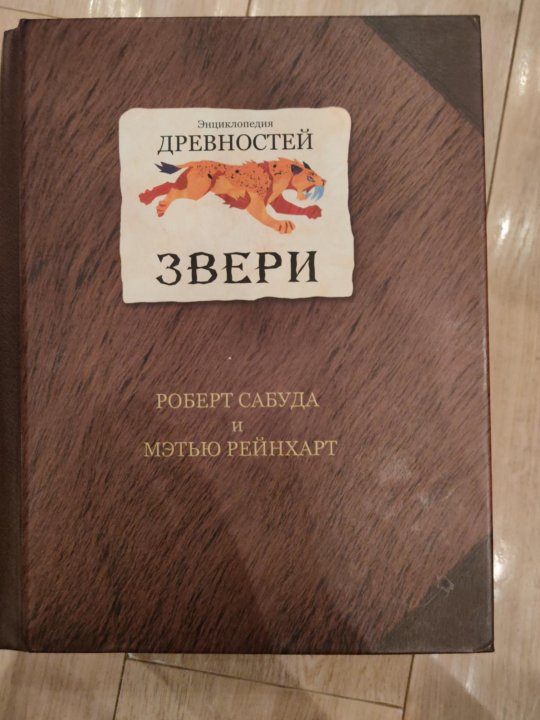 Энциклопедия
ДРЕВНОСТЕЙ
ЗВЕРИ
РОБЕРТ САБУДА
и
МЭТЬЮ РЕЙНХАРТ